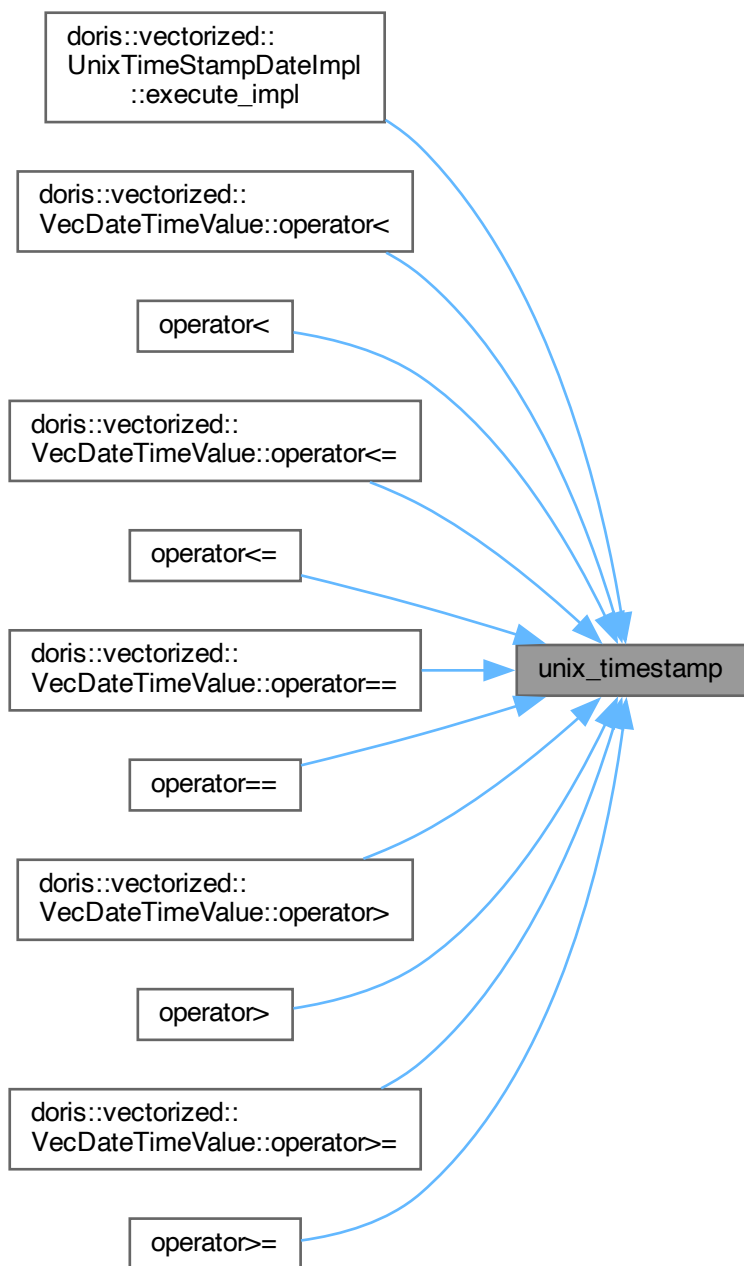 doris::vectorized::
UnixTimeStampDateImpl
::execute_impl
doris::vectorized::
VecDateTimeValue::operator<
operator<
doris::vectorized::
VecDateTimeValue::operator<=
operator<=
doris::vectorized::
VecDateTimeValue::operator==
unix_timestamp
operator==
doris::vectorized::
VecDateTimeValue::operator>
operator>
doris::vectorized::
VecDateTimeValue::operator>=
operator>=